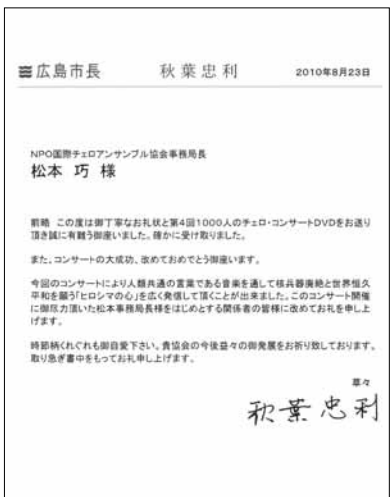 広島市長 秋葉忠利 2010年8月23日
NPO国際チェロアンサンブル協会事務局長
松本 巧 様
前略 この度は御丁寧なお礼状と第4回1000人のチェロ・コンサートDVDをお送り
頂き誠に有難う御座いました。確かに受け取りました。
また、コンサートの大成功、改めておめでとう御座います。
今回のコンサートにより人類共通の言葉である音楽を通して核兵器廃絶と世界恒久
平和を願う「ヒロシマの心」を広く発信して頂くことが出来ました。このコンサート開催
に御尽力頂いた松本事務局長様をはじめとする関係者の皆様に改めてお礼を申し上
げます。
時節柄くれぐれも御自愛下さい。貴協会の今後益々の御発展をお祈り致しております。
取り急ぎ書中をもってお礼申し上げます。
草々
秋葉忠利